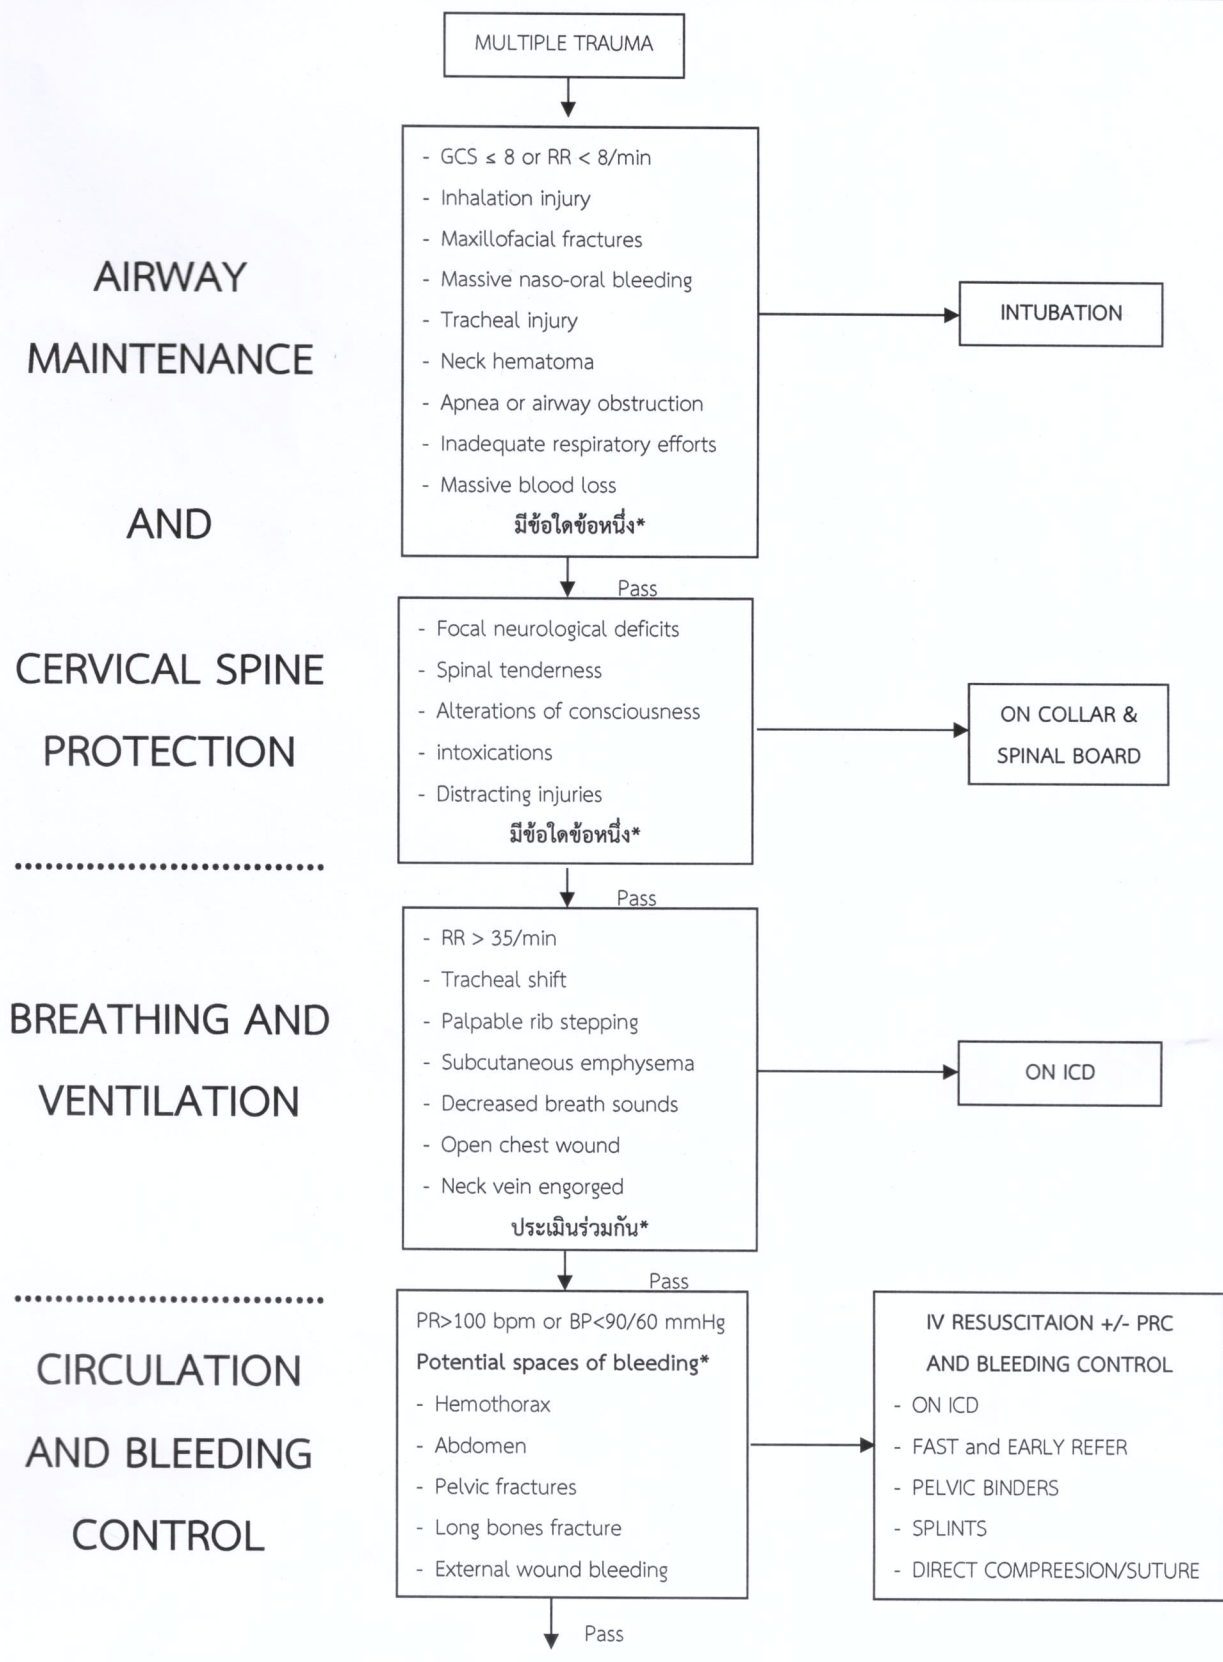 MULTIPLE TRAUMA
AIRWAY
MAINTENANCE
AND
CERVICAL SPINE
PROTECTION
- GCS ≤ 8 or RR < 8/min
- Inhalation injury
- Maxillofacial fractures
- Massive naso-oral bleeding
- Tracheal injury
- Neck hematoma
- Apnea or airway obstruction
- Inadequate respiratory efforts
- Massive blood loss
มีข้อใดข้อหนึ่ง*
INTUBATION
Pass
- Focal neurological deficits
- Spinal tenderness
- Alterations of consciousness
- intoxications
- Distracting injuries
มีข้อใดข้อหนึ่ง*
ON COLLAR &
SPINAL BOARD
Pass
BREATHING AND
VENTILATION
- RR > 35/min
- Tracheal shift
- Palpable rib stepping
- Subcutaneous emphysema
- Decreased breath sounds
- Open chest wound
- Neck vein engorged
ประเมินร่วมกัน*
ON ICD
Pass
CIRCULATION
AND BLEEDING
CONTROL
PR>100 bpm or BP<90/60 mmHg
Potential spaces of bleeding*
- Hemothorax
- Abdomen
- Pelvic fractures
- Long bones fracture
- External wound bleeding
IV RESUSCITAION +/- PRC
AND BLEEDING CONTROL
- ON ICD
- FAST and EARLY REFER
- PELVIC BINDERS
- SPLINTS
- DIRECT COMPREESION/SUTURE
Pass